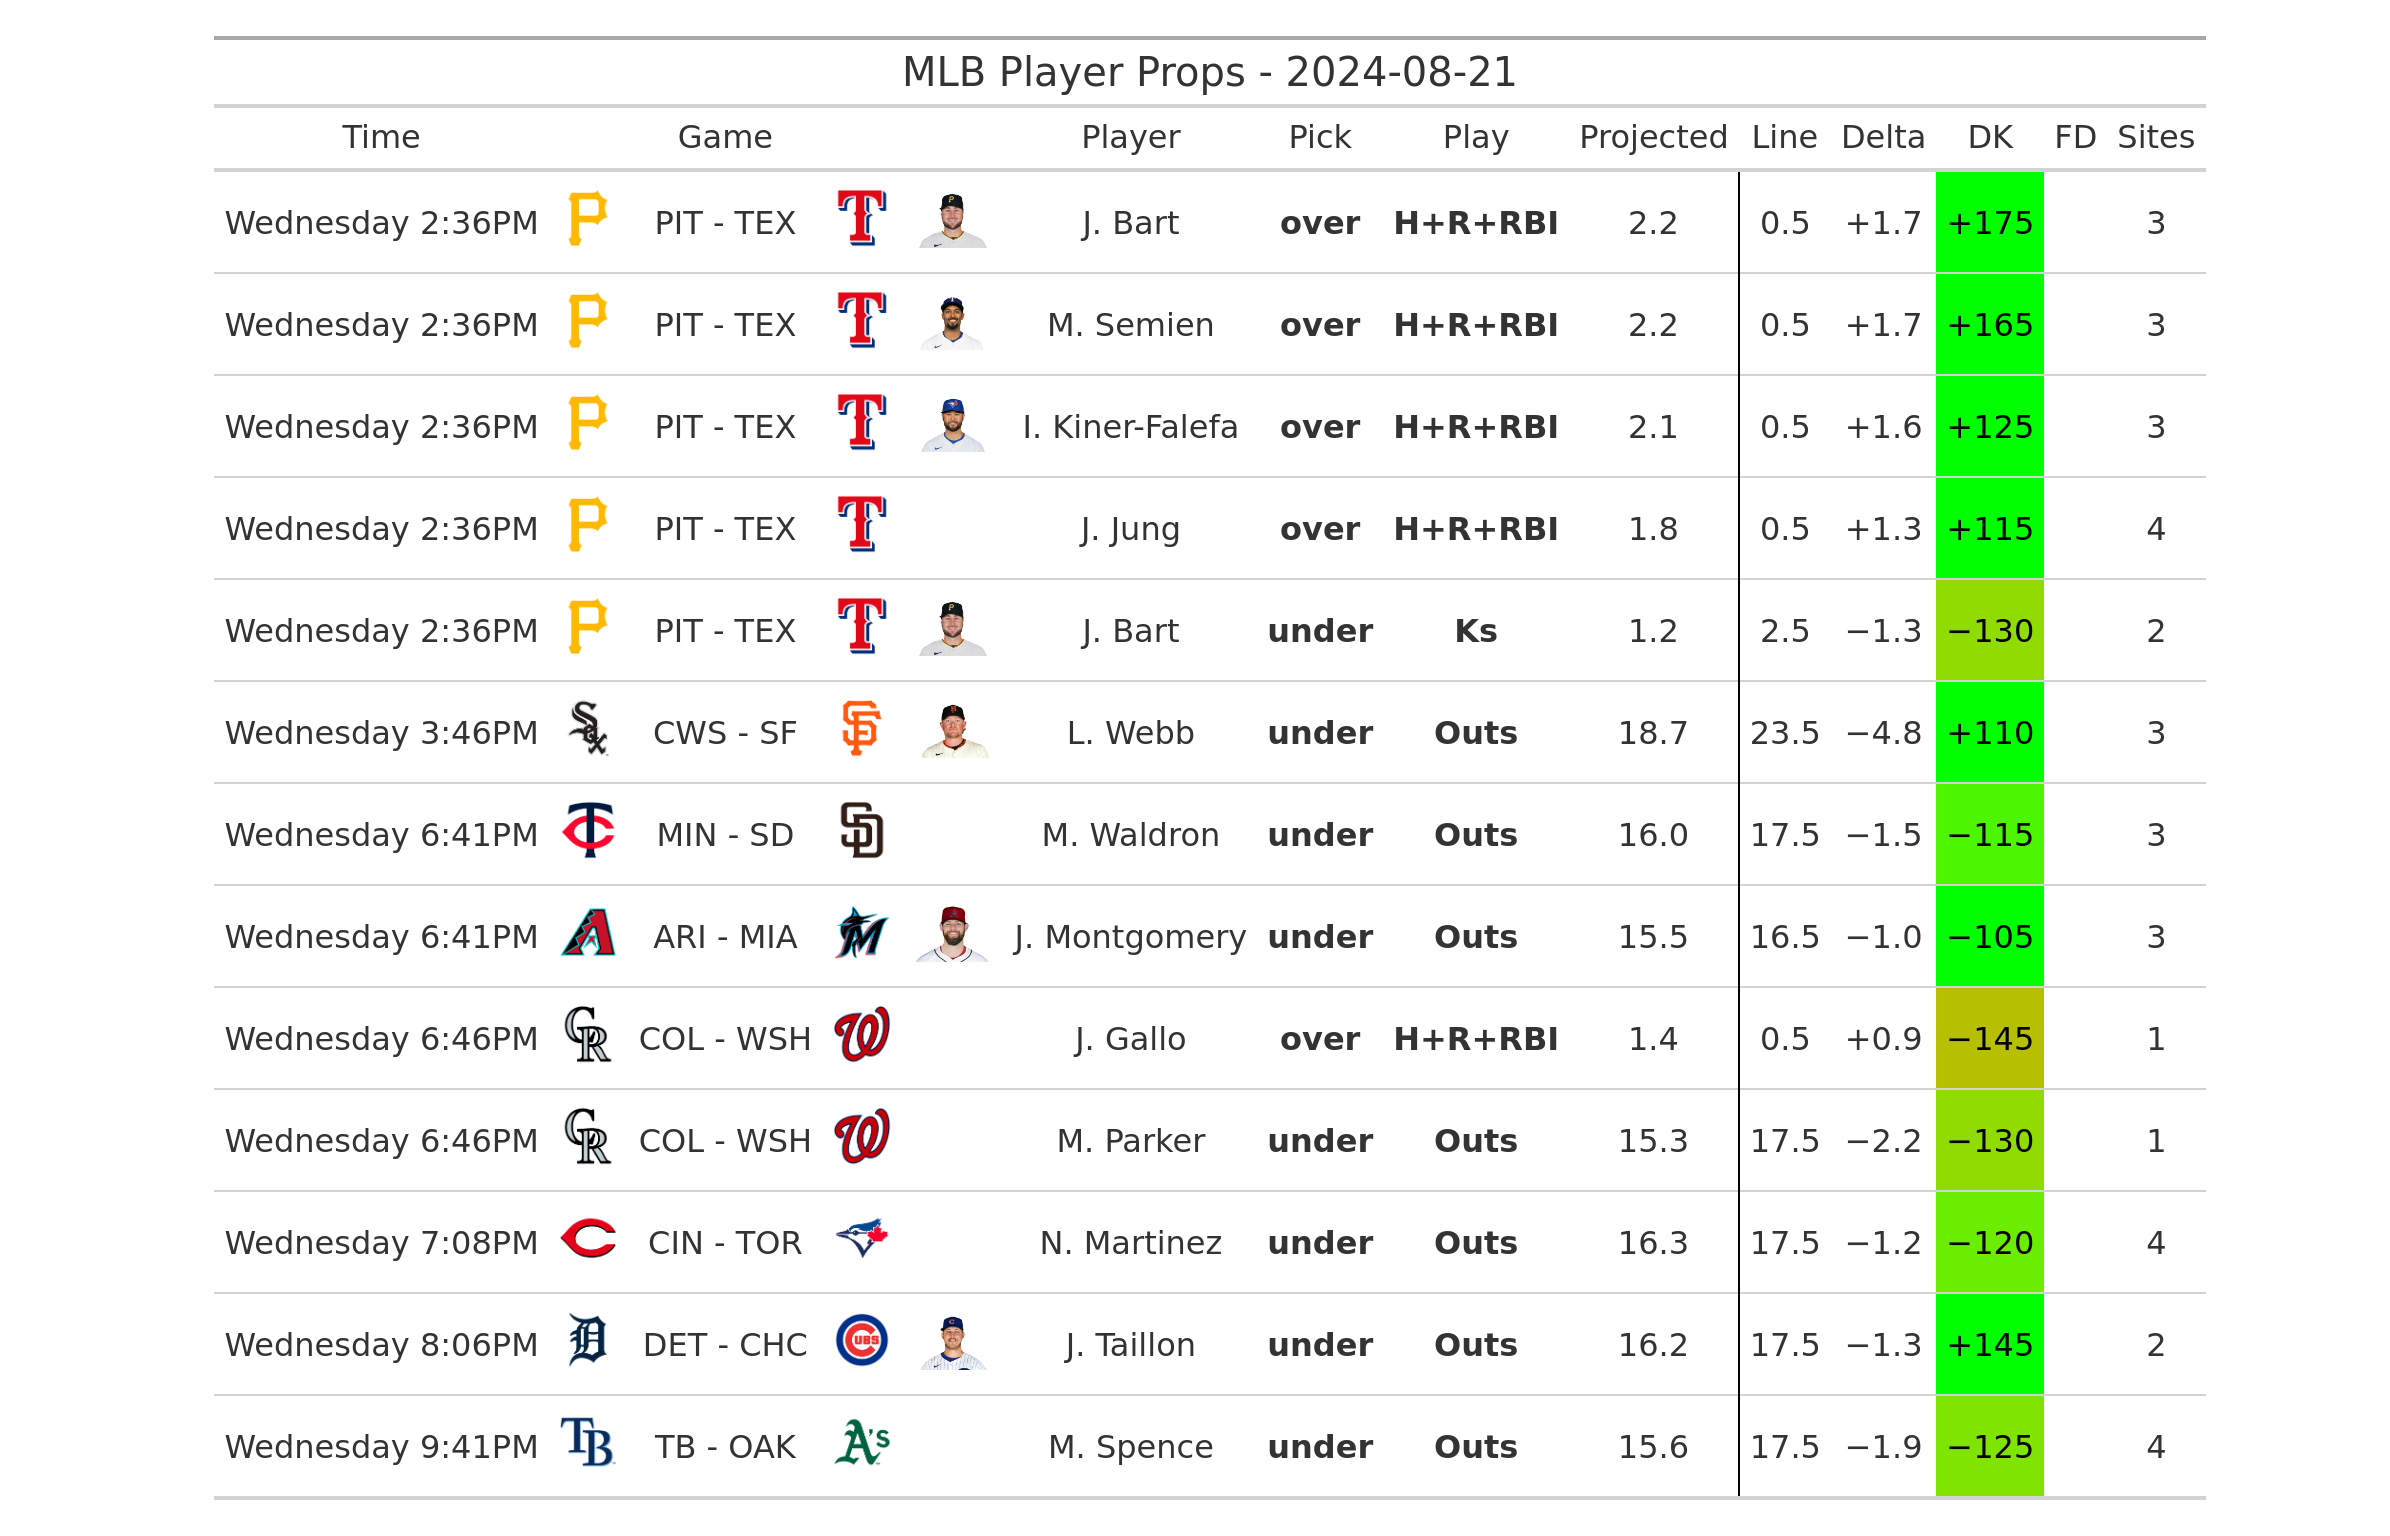 MLB Player Props - 2024-08-21
Time Game Player Pick Play Projected Line Delta DK FD Sites
Wednesday 2:36PM PIT - TEX J. Bart over H+R+RBI 2.2 0.5 +1.7 +175 3
Wednesday 2:36PM PIT - TEX M. Semien over H+R+RBI 2.2 0.5 +1.7 +165 3
Wednesday 2:36PM PIT - TEX I. Kiner-Falefa over H+R+RBI 2.1 0.5 +1.6 +125 3
Wednesday 2:36PM PIT - TEX J. Jung over H+R+RBI 1.8 0.5 +1.3 +115 4
Wednesday 2:36PM PIT - TEX J. Bart under Ks 1.2 2.5 −1.3 −130 2
Wednesday 3:46PM CWS - SF L. Webb under Outs 18.7 23.5 −4.8 +110 3
Wednesday 6:41PM MIN - SD M. Waldron under Outs 16.0 17.5 −1.5 −115 3
Wednesday 6:41PM ARI - MIA J. Montgomery under Outs 15.5 16.5 −1.0 −105 3
Wednesday 6:46PM COL - WSH J. Gallo over H+R+RBI 1.4 0.5 +0.9 −145 1
Wednesday 6:46PM COL - WSH M. Parker under Outs 15.3 17.5 −2.2 −130 1
Wednesday 7:08PM CIN - TOR N. Martinez under Outs 16.3 17.5 −1.2 −120 4
Wednesday 8:06PM DET - CHC J. Taillon under Outs 16.2 17.5 −1.3 +145 2
Wednesday 9:41PM TB - OAK M. Spence under Outs 15.6 17.5 −1.9 −125 4